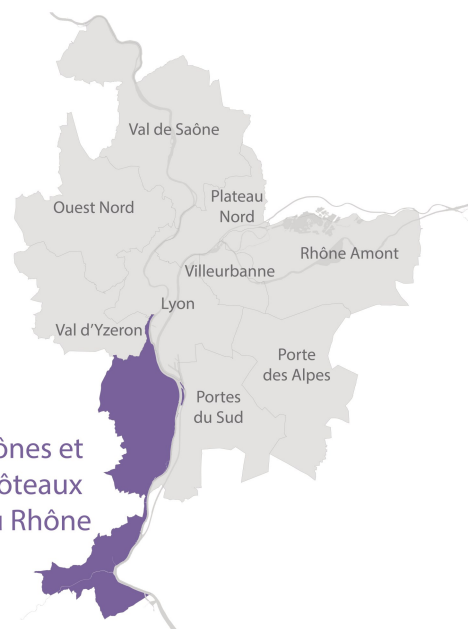 Val de Saône
Ouest Nord
Plateau
Nord
Rhône Amont
Villeurbanne
Lyon
Val d'Yzeron
Porte
des Alpes
Portes
du Sud
ônes et
ôteaux
Rhône